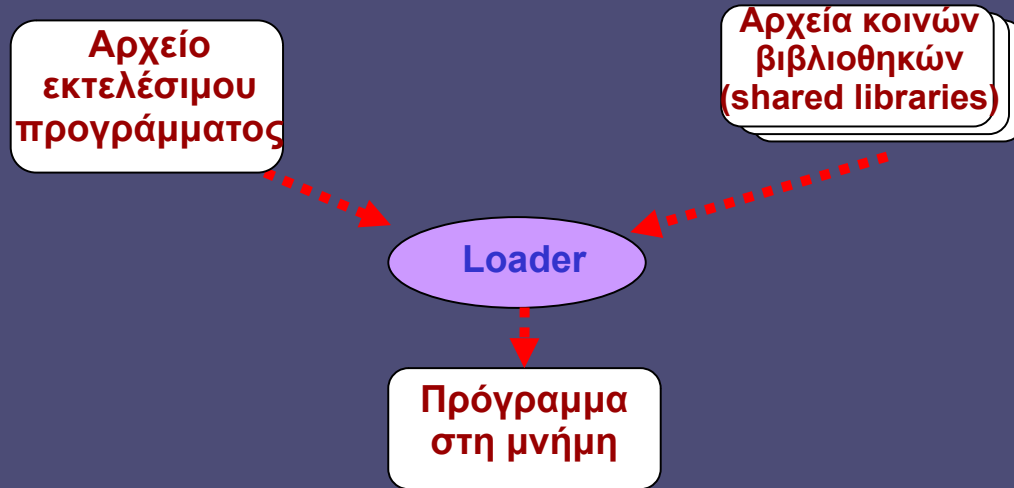 Αρχείο
εκτελέσιμου
προγράμματος
Αρχεία κοινών
βιβλιοθηκών
(shared libraries)
Loader
Πρόγραμμα
στη μνήμη